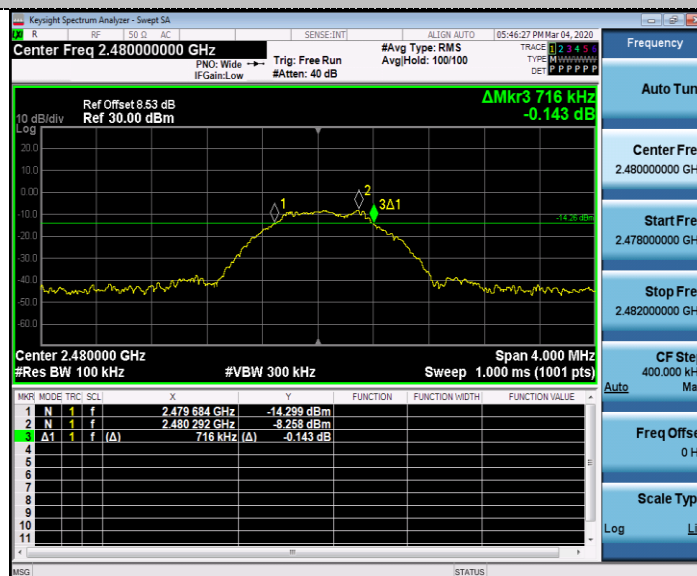 Keysight Spectrum Analyzer - Swept SA
R RF 50 Ω AC SENSE:INT ALIGN AUTO 05:46:27 PM Mar 04, 2020
Center Freq 2.480000000 GHz
PNO: Wide
IFGain:Low
Trig: Free Run
#Atten: 40 dB
#Avg Type: RMS
Avg|Hold: 100/100
TRACE 1 2 3 4 5 6
TYPE M WWWWW
DET P P P P P P
ΔMkr3 716 kHz
-0.143 dB
Ref Offset 8.53 dB
10 dB/div Ref 30.00 dBm
Log
20.0
10.0
0.00
-10.0
-20.0
-30.0
-40.0
-50.0
-60.0
1
2
3Δ1
-14.26 dBm
Center 2.480000 GHz Span 4.000 MHz
#Res BW 100 kHz #VBW 300 kHz Sweep 1.000 ms (1001 pts)
MKR MODE TRC SCL X Y FUNCTION FUNCTION WIDTH FUNCTION VALUE
1 N 1 f 2.479 684 GHz -14.299 dBm
2 N 1 f 2.480 292 GHz -8.258 dBm
3 Δ1 1 f (Δ) 716 kHz (Δ) -0.143 dB
4
5
6
7
8
9
10
11
MSG STATUS
Frequency
Auto Tun
Center Fre
2.480000000 GH
Start Fre
2.478000000 GH
Stop Fre
2.482000000 GH
CF Ste
400.000 kH
Auto Ma
Freq Offse
0 H
Scale Typ
Log Li